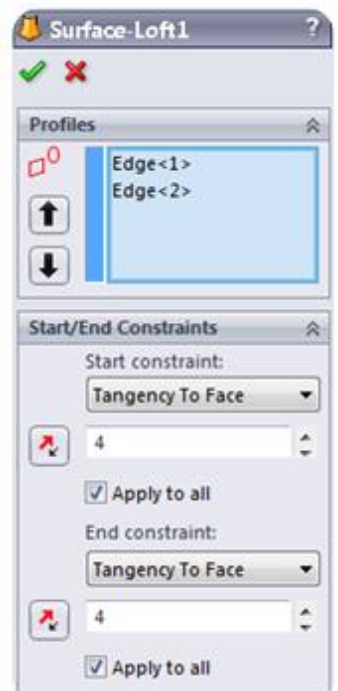 Surface-Loft1 ?
Profiles
Edge<1>
Edge<2>
Start/End Constraints
Start constraint:
Tangency To Face
4
Apply to all
End constraint:
Tangency To Face
4
Apply to all